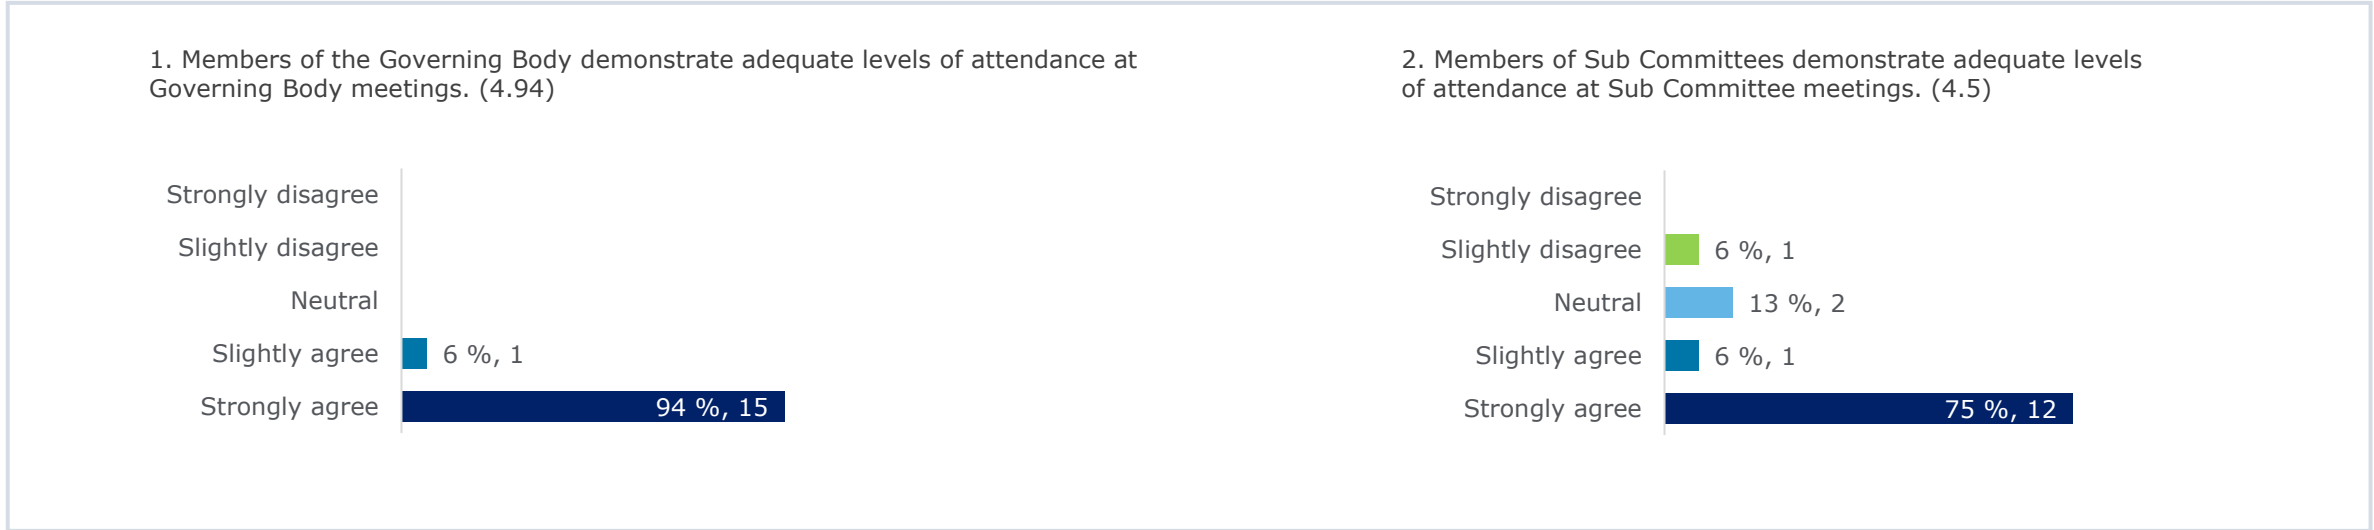 1. Members of the Governing Body demonstrate adequate levels of attendance at
Governing Body meetings. (4.94)
Strongly disagree
Slightly disagree
Neutral
Slightly agree 6 %, 1
Strongly agree 94 %, 15
2. Members of Sub Committees demonstrate adequate levels
of attendance at Sub Committee meetings. (4.5)
Strongly disagree
Slightly disagree 6 %, 1
Neutral 13 %, 2
Slightly agree 6 %, 1
Strongly agree 75 %, 12